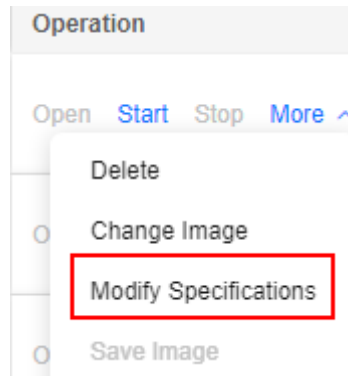 Operation
Open Start Stop More
Delete
O
Change Image
Modify Specifications
O
Save Image